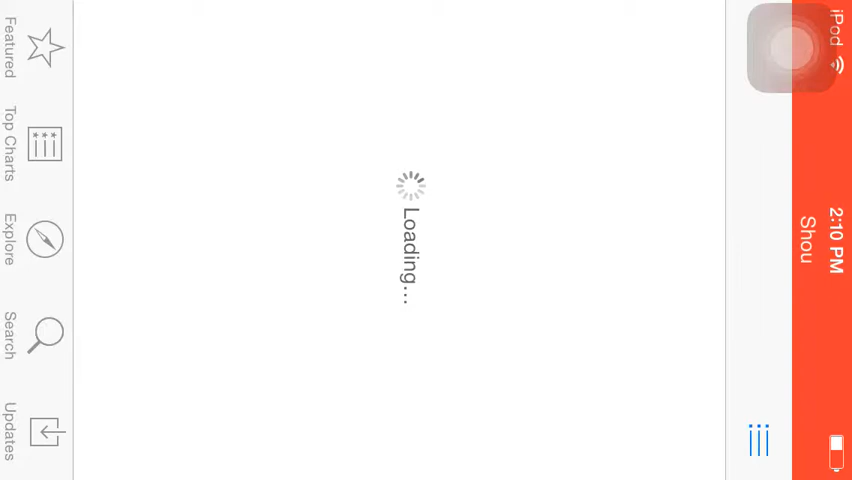 iPod 2:10 PM
Shou
Loading...
Featured
Top Charts
Explore
Search
Updates